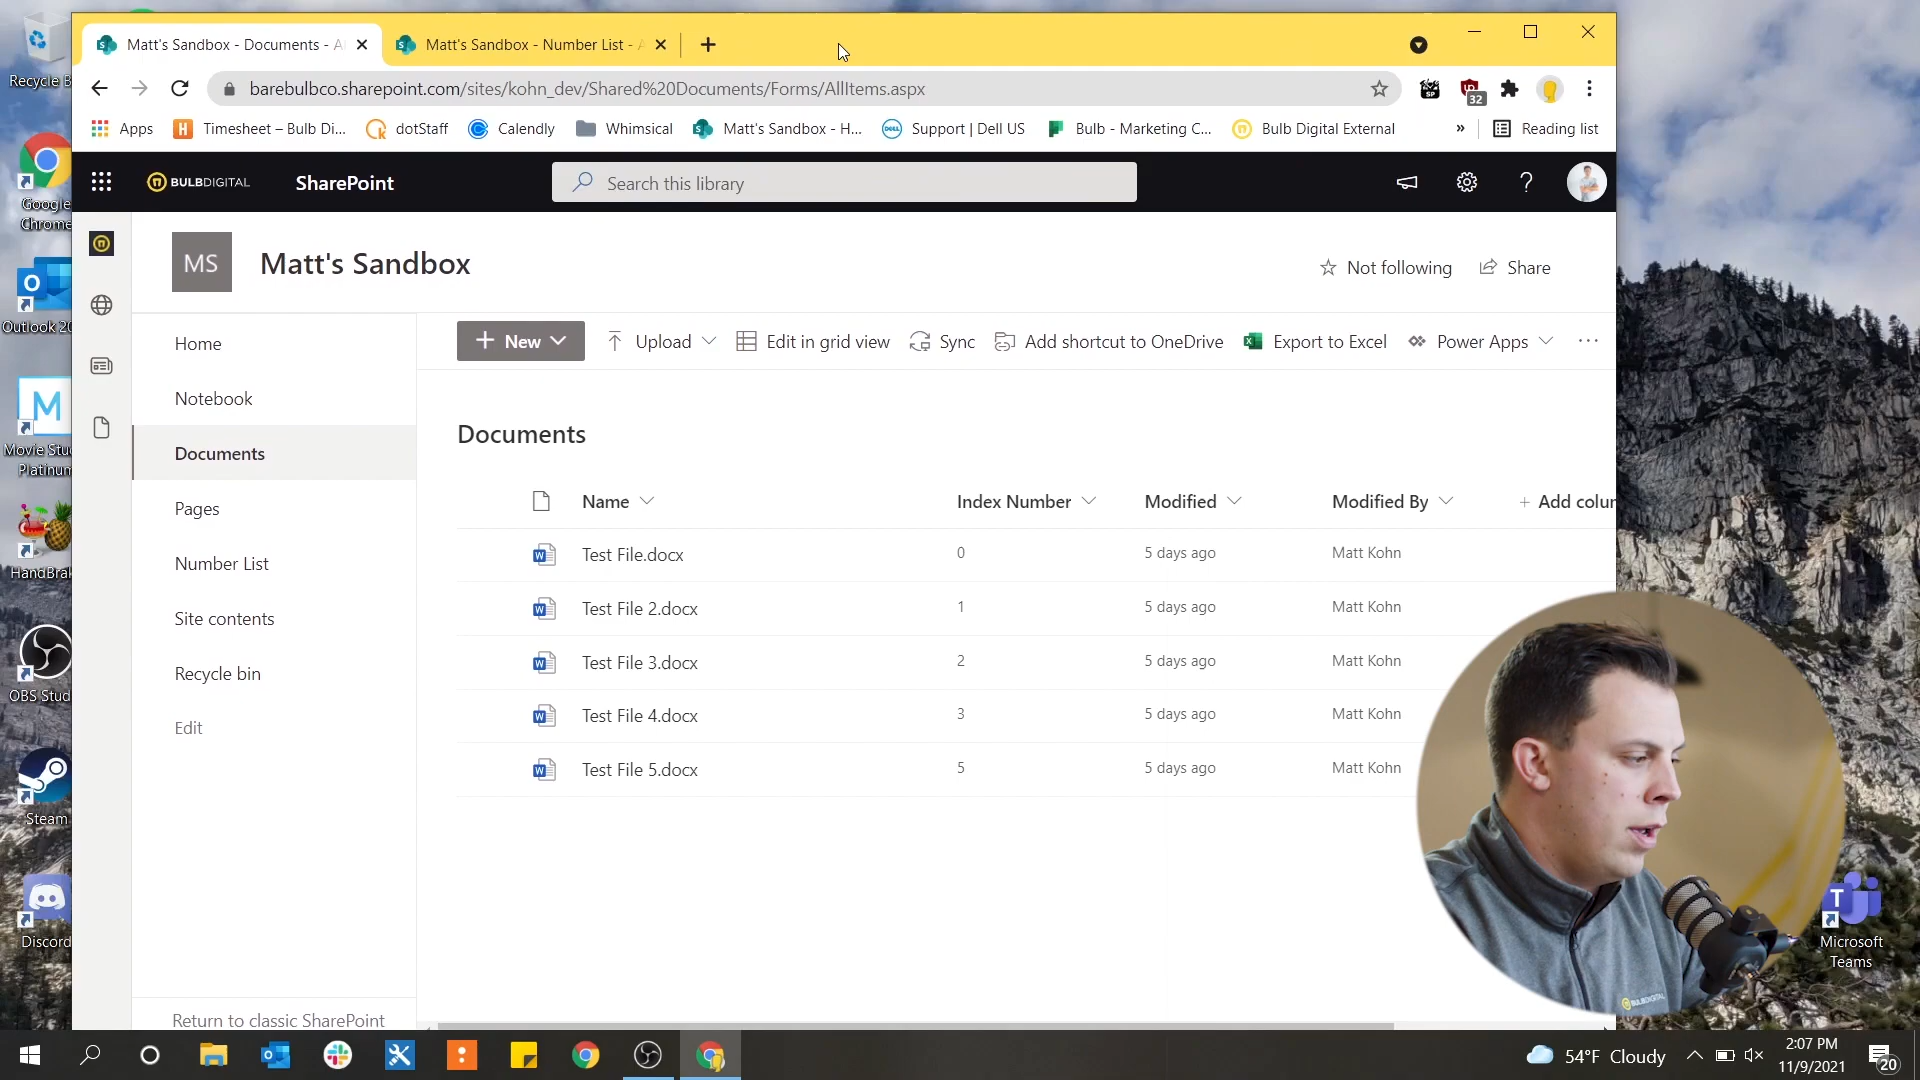 Matt's Sandbox - Documents - A
Matt's Sandbox - Number List - A
barebulbco.sharepoint.com/sites/kohn_dev/Shared%20Documents/Forms/AllItems.aspx
SP
32
Apps
Timesheet – Bulb Di...
dotStaff
Calendly
Whimsical
Matt's Sandbox - H...
Support | Dell US
Bulb - Marketing C...
Bulb Digital External
»
Reading list
BULBDIGITAL
SharePoint
Search this library
MS
Matt's Sandbox
Not following
Share
Home
Notebook
Documents
Pages
Number List
Site contents
Recycle bin
Edit
Return to classic SharePoint
+ New
Upload
Edit in grid view
Sync
Add shortcut to OneDrive
Export to Excel
Power Apps
...
Documents
Name
Index Number
Modified
Modified By
+ Add colum
Test File.docx 0 5 days ago Matt Kohn
Test File 2.docx 1 5 days ago Matt Kohn
Test File 3.docx 2 5 days ago Matt Kohn
Test File 4.docx 3 5 days ago Matt Kohn
Test File 5.docx 5 5 days ago Matt Kohn
Recycle B
Google
Chrome
Outlook 20
Movie Stu
Platinum
HandBrak
OBS Stud
Steam
Discord
BULBDIGITAL
Microsoft
Teams
54°F Cloudy
2:07 PM
11/9/2021
20